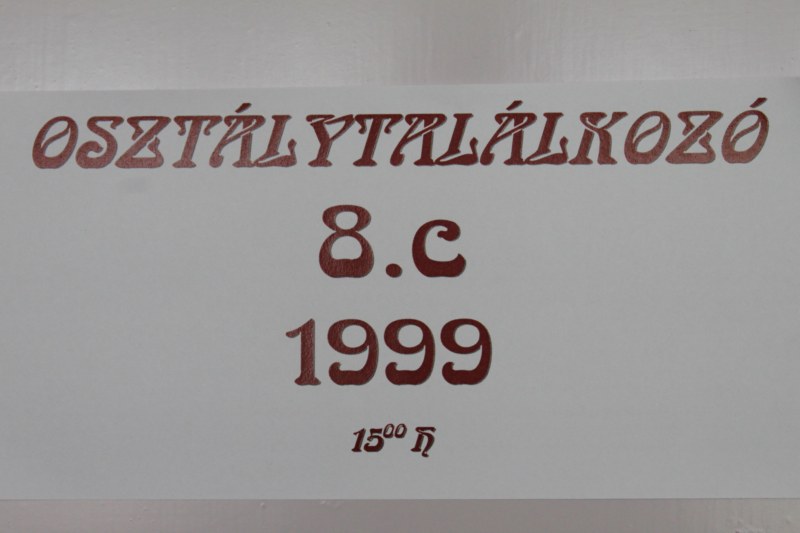 OSZTÁLYTALÁLKOZÓ
8.c
1999
15⁰⁰ h